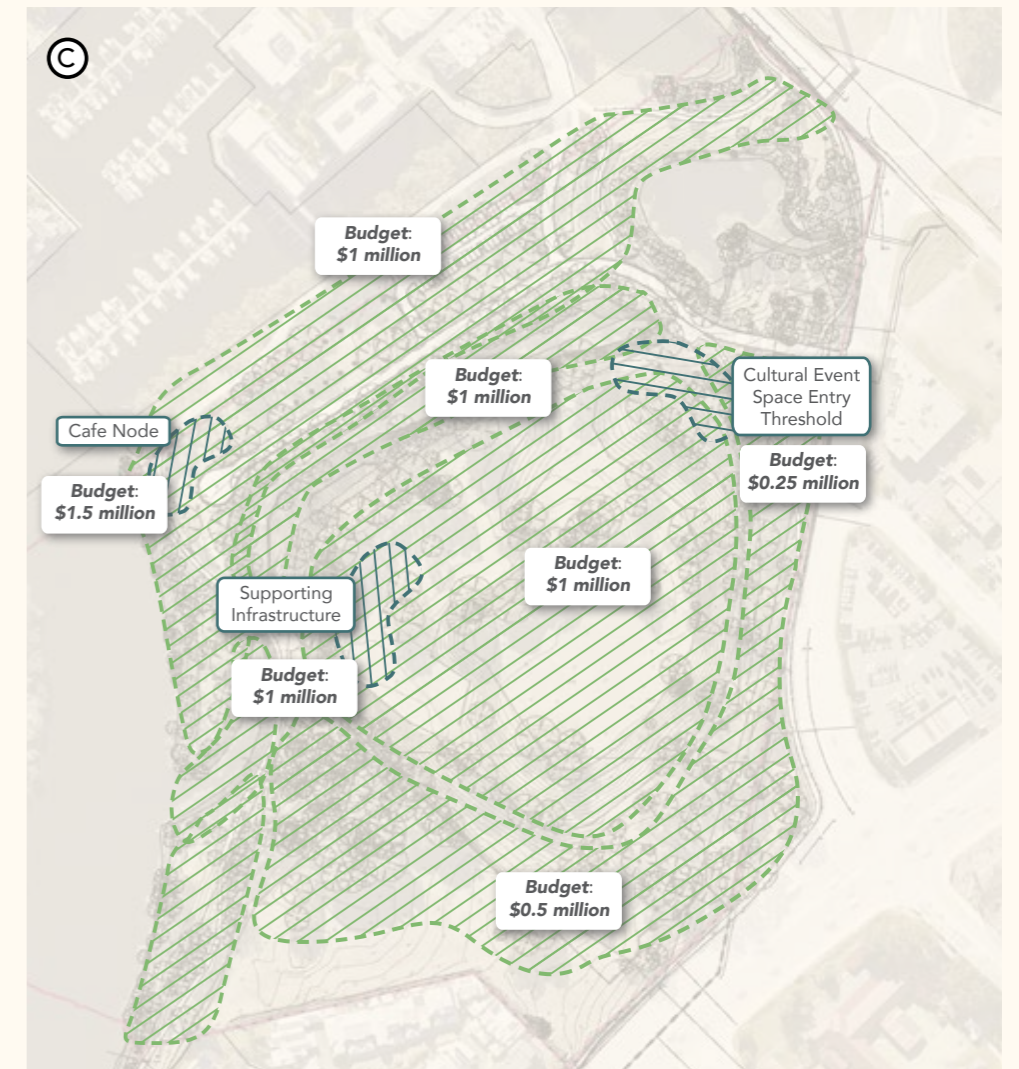 C
Budget:
$1 million
Budget:
$1 million
Cultural Event
Space Entry
Threshold
Cafe Node
Budget:
$0.25 million
Budget:
$1.5 million
Budget:
$1 million
Supporting
Infrastructure
Budget:
$1 million
Budget:
$0.5 million